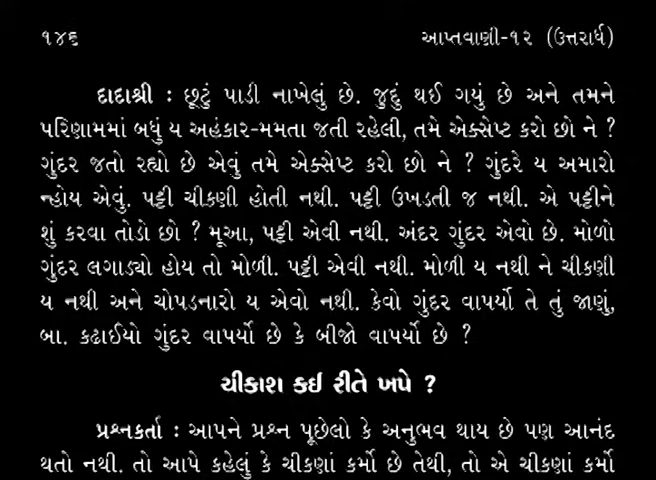 ૧૪૬ આપ્તવાણી-૧૨ (ઉત્તરાર્ધ)
દાદાશ્રી : છૂટું પાડી નાખેલું છે. જુદું થઈ ગયું છે અને તમને
પરિણામમાં બધું ય અહંકાર-મમતા જતી રહેલી, તમે એક્સેપ્ટ કરો છો ને ?
ગુંદર જતો રહ્યો છે એવું તમે એક્સેપ્ટ કરો છો ને ? ગુંદરે ય અમારો
ન્હોય એવું. પટ્ટી ચીકણી હોતી નથી. પટ્ટી ઉખડતી જ નથી. એ પટ્ટીને
શું કરવા તોડો છો ? મૂઆ, પટ્ટી એવી નથી. અંદર ગુંદર એવો છે. મોળો
ગુંદર લગાડ્યો હોય તો મોળી. પટ્ટી એવી નથી. મોળી ય નથી ને ચીકણી
ય નથી અને ચોપડનારો ય એવો નથી. કેવો ગુંદર વાપર્યો તે તું જાણું,
બા. કઢાઈયો ગુંદર વાપર્યો છે કે બીજો વાપર્યો છે ?
ચીકાશ કઇ રીતે ખપે ?
પ્રશ્નકર્તા : આપને પ્રશ્ન પૂછેલો કે અનુભવ થાય છે પણ આનંદ
થતો નથી. તો આપે કહેલું કે ચીકણાં કર્મો છે તેથી, તો એ ચીકણાં કર્મો